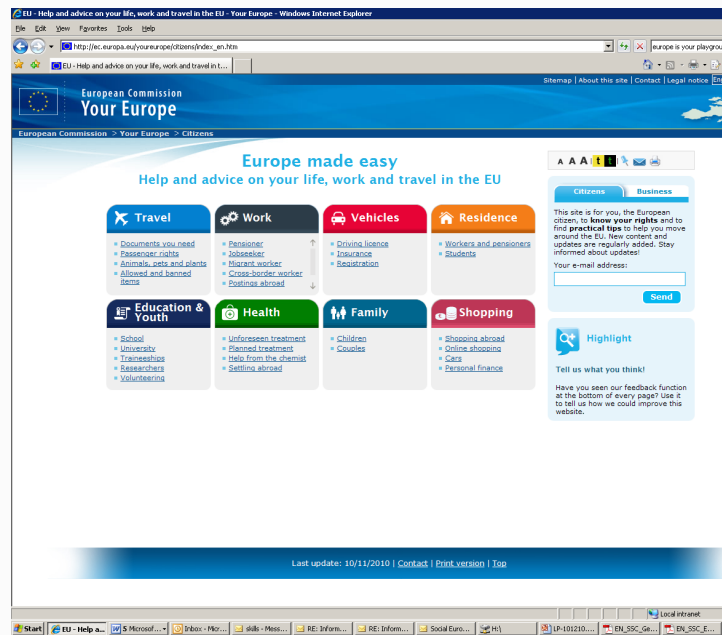 EU - Help and advice on your life, work and travel in the EU - Your Europe - Windows Internet Explorer
File Edit View Favorites Tools Help
http://ec.europa.eu/youreurope/citizens/index_en.htm
europe is your playgrou
EU - Help and advice on your life, work and travel in t...
Sitemap | About this site | Contact | Legal notice
European Commission
Your Europe
European Commission > Your Europe > Citizens
Europe made easy
Help and advice on your life, work and travel in the EU
A A A t t
Travel
Documents you need
Passenger rights
Animals, pets and plants
Allowed and banned
items
Work
Pensioner
Jobseeker
Migrant worker
Cross-border worker
Postings abroad
Vehicles
Driving licence
Insurance
Registration
Residence
Workers and pensioners
Students
Education &
Youth
School
University
Traineeships
Researchers
Volunteering
Health
Unforeseen treatment
Planned treatment
Help from the chemist
Settling abroad
Family
Children
Couples
Shopping
Shopping abroad
Online shopping
Cars
Personal finance
Citizens Business
This site is for you, the European
citizen, to know your rights and to
find practical tips to help you move
around the EU. New content and
updates are regularly added. Stay
informed about updates!
Your e-mail address:
Send
Highlight
Tell us what you think!
Have you seen our feedback function
at the bottom of every page? Use it
to tell us how we could improve this
website.
Last update: 10/11/2010 | Contact | Print version | Top
Local intranet
Start EU - Help a... 5 Microsof... Inbox - Micr... skills - Mess... RE: Inform... RE: Inform... Social Euro... H:\ LP-101210.... EN_SSC_Ge... EN_SSC_E...